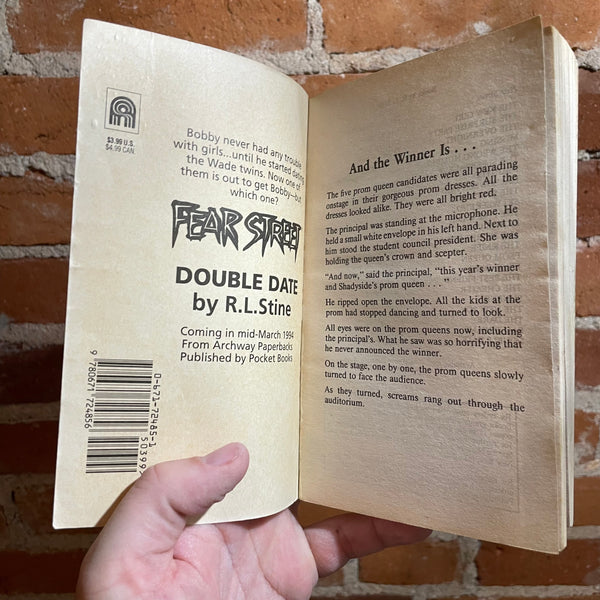 $3.99 U.S.
$4.99 CAN.
Bobby never had any trouble
with girls...until he started dating
the Wade twins. Now one of
them is out to get Bobby—but
which one?
FEAR STREET
DOUBLE DATE
by R.L.Stine
Coming in mid-March 1994
From Archway Paperbacks
Published by Pocket Books
9 780671 724856
0-671-72485-1
50399
And the Winner Is . . .
The five prom queen candidates were all parading
onstage in their gorgeous prom dresses. All the
dresses looked alike. They were all bright red.
The principal was standing at the microphone. He
held a small white envelope in his left hand. Next to
him stood the student council president. She was
holding the queen's crown and scepter.
"And now," said the principal, "this year's winner
and Shadyside's prom queen . . ."
He ripped open the envelope. All the kids at the
prom had stopped dancing and turned to look.
All eyes were on the prom queens now, including
the principal's. What he saw was so horrifying that
he never announced the winner.
On the stage, one by one, the prom queens slowly
turned to face the audience.
As they turned, screams rang out through the
auditorium.